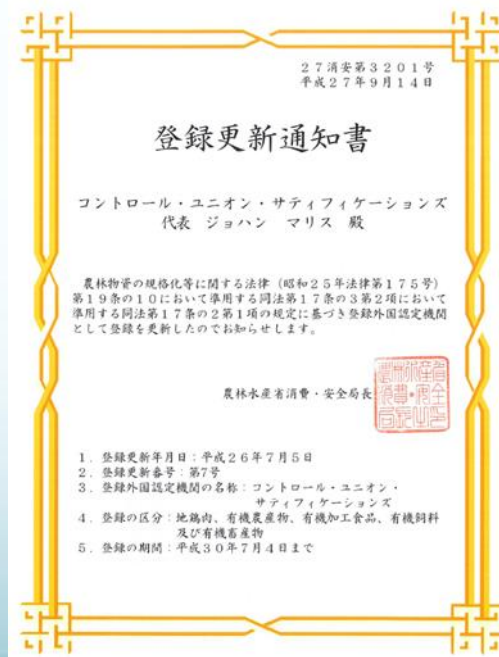 27消安第3201号
平成27年9月14日
登録更新通知書
コントロール・ユニオン・サティフィケーションズ
代表 ジョハン マリス 殿
農林物資の規格化等に関する法律（昭和25年法律第175号）
第19条の10において準用する同法第17条の3第2項において
準用する同法第17条の2第1項の規定に基づき登録外国認定機関
として登録を更新したのでお知らせします。
農林水産省消費・安全局長
1．登録更新年月日：平成26年7月5日
2．登録更新番号：第7号
3．登録外国認定機関の名称：コントロール・ユニオン・
サティフィケーションズ
4．登録の区分：地鶏肉、有機農産物、有機加工食品、有機飼料
及び有機畜産物
5．登録の期間：平成30年7月4日まで